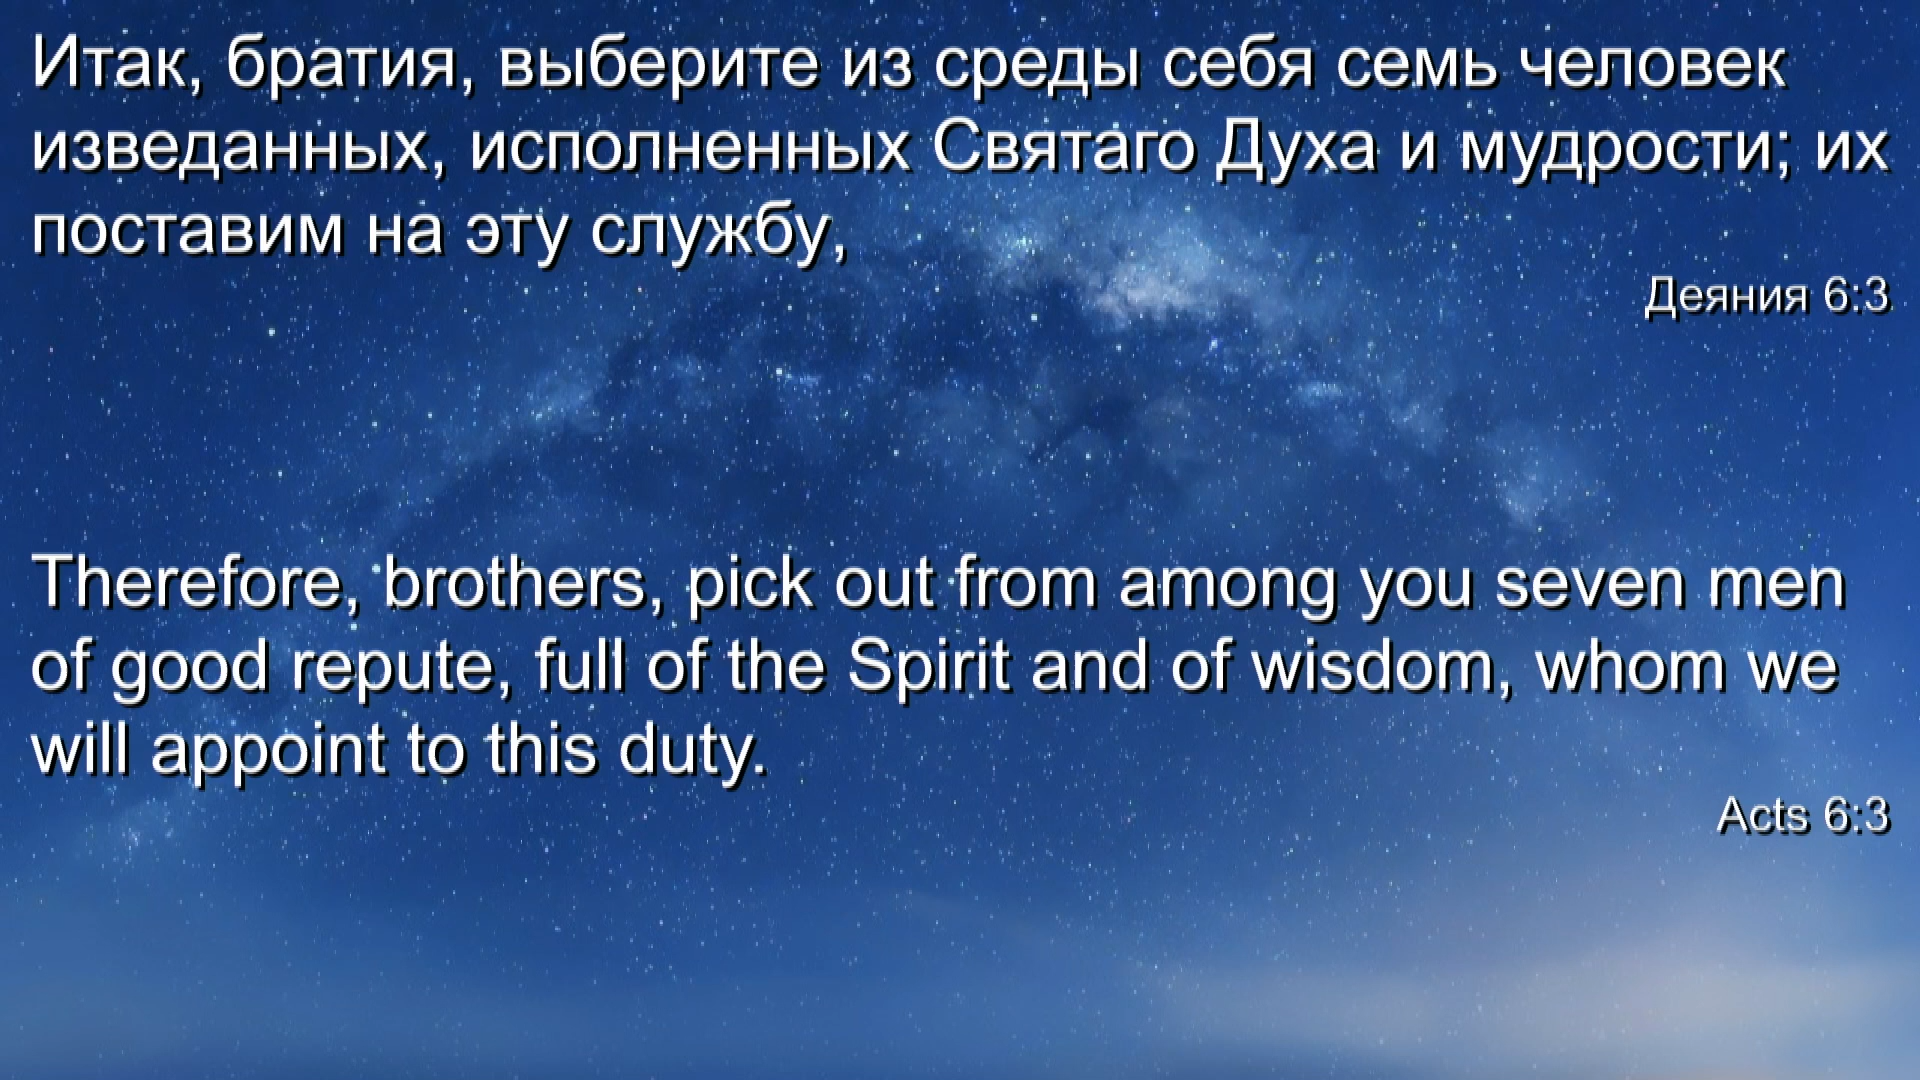 Итак, братия, выберите из среды себя семь человек
изведанных, исполненных Святаго Духа и мудрости; их
поставим на эту службу,
Деяния 6:3
Therefore, brothers, pick out from among you seven men
of good repute, full of the Spirit and of wisdom, whom we
will appoint to this duty.
Acts 6:3